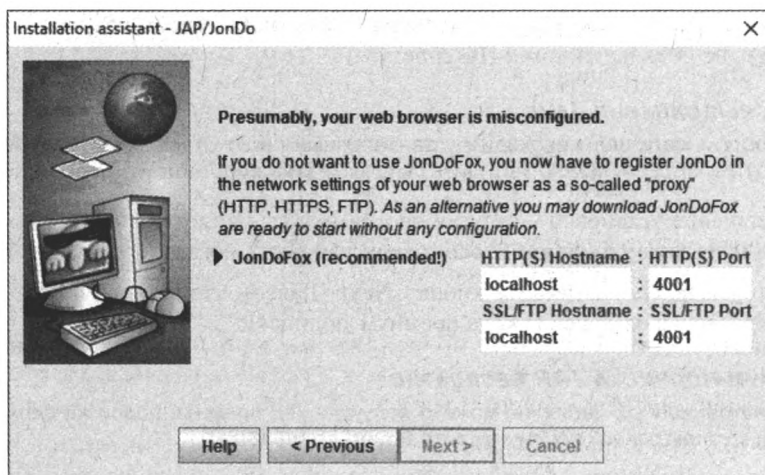 Installation assistant - JAP/JonDo
Presumably, your web browser is misconfigured.
If you do not want to use JonDoFox, you now have to register JonDo in
the network settings of your web browser as a so-called "proxy"
(HTTP, HTTPS, FTP). As an alternative you may download JonDoFox
are ready to start without any configuration.
JonDoFox (recommended!)
HTTP(S) Hostname : HTTP(S) Port
localhost : 4001
SSL/FTP Hostname : SSL/FTP Port
localhost : 4001
Help < Previous Next > Cancel